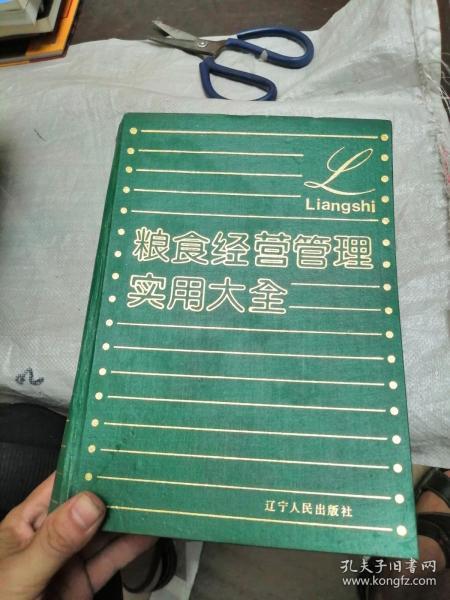 L
Liangshi
粮食经营管理
实用大全
辽宁人民出版社
孔夫子旧书网
www.kongfz.com